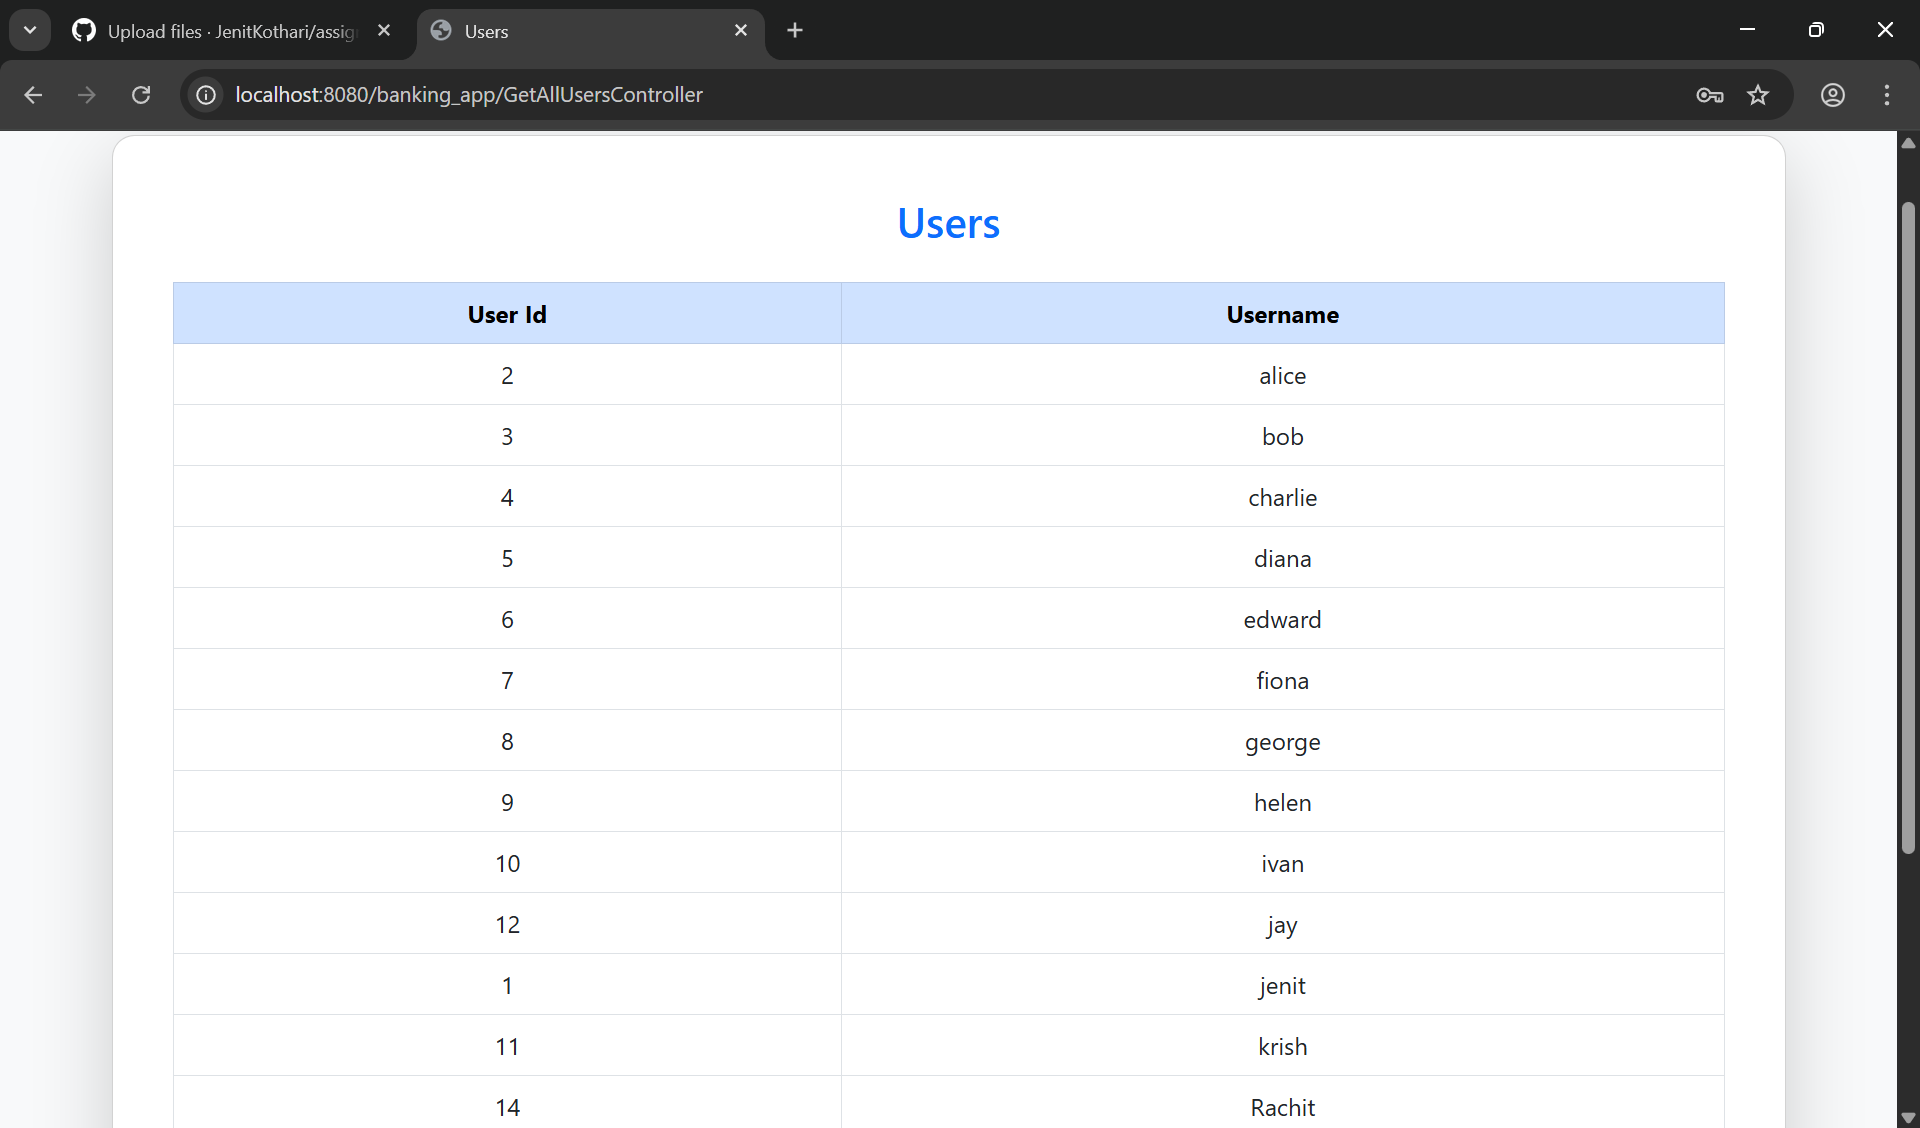 Upload files · JenitKothari/assig
Users
localhost:8080/banking_app/GetAllUsersController
Users
User Id Username
2 alice
3 bob
4 charlie
5 diana
6 edward
7 fiona
8 george
9 helen
10 ivan
12 jay
1 jenit
11 krish
14 Rachit